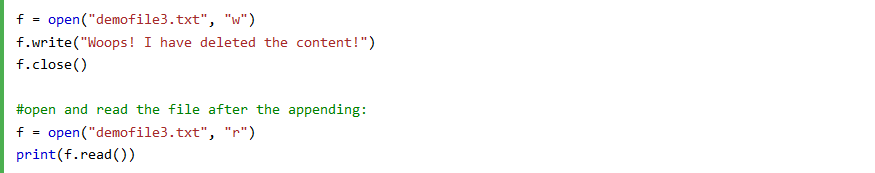 f = open("demofile3.txt", "w")
f.write("Woops! I have deleted the content!")
f.close()
#open and read the file after the appending:
f = open("demofile3.txt", "r")
print(f.read())